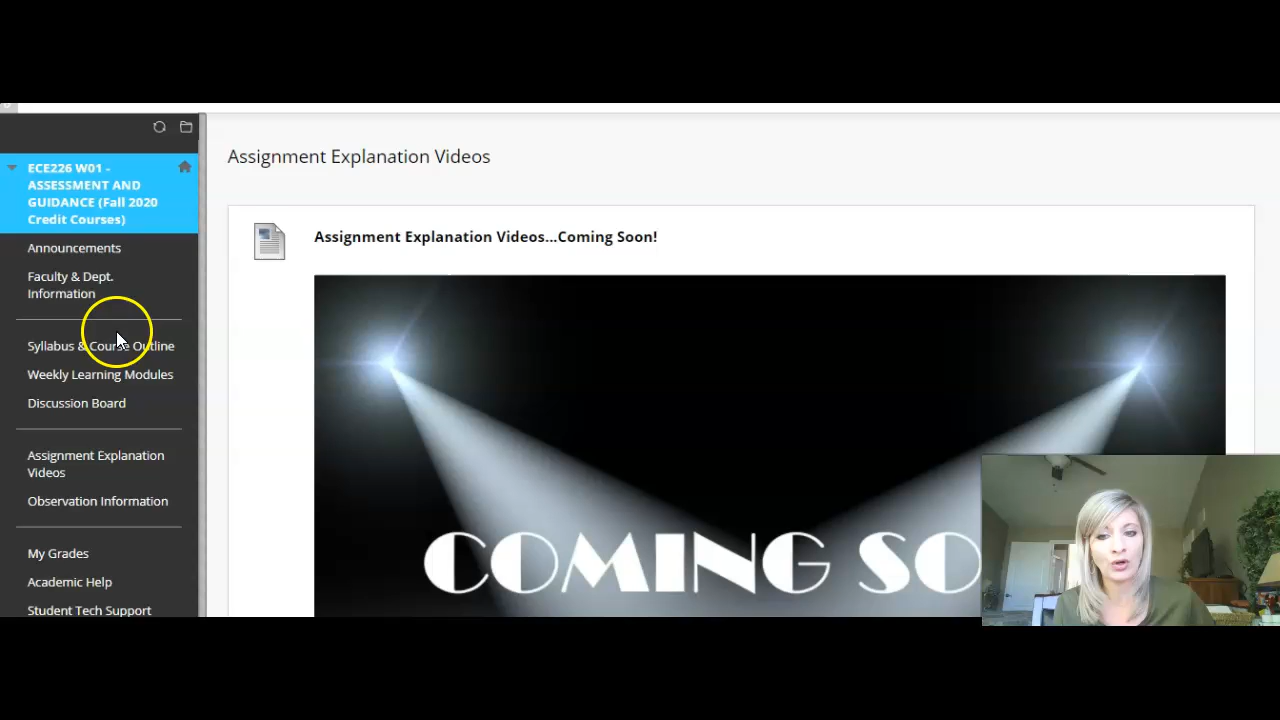 ECE226 W01 -
ASSESSMENT AND
GUIDANCE (Fall 2020
Credit Courses)
Announcements
Faculty & Dept.
Information
Syllabus & Course Outline
Weekly Learning Modules
Discussion Board
Assignment Explanation
Videos
Observation Information
My Grades
Academic Help
Student Tech Support
Assignment Explanation Videos
Assignment Explanation Videos...Coming Soon!
COMING SO